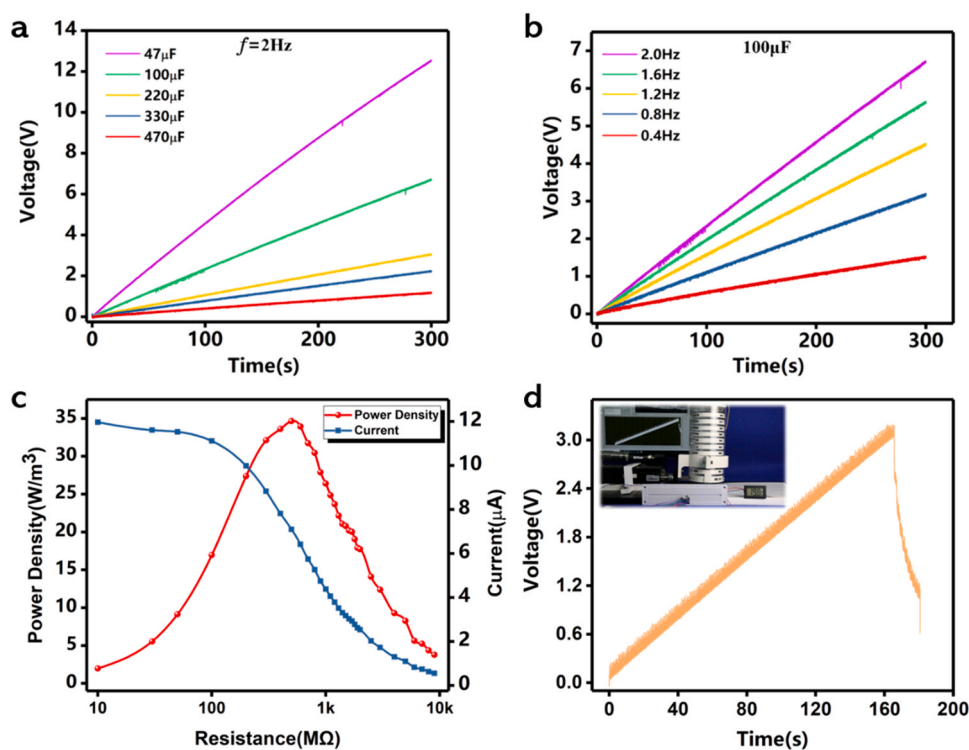 a
f=2Hz
47μF
100μF
220μF
330μF
470μF
14
12
10
8
6
4
2
0
Voltage(V)
0 100 200 300
Time(s)
b
100μF
2.0Hz
1.6Hz
1.2Hz
0.8Hz
0.4Hz
7
6
5
4
3
2
1
0
Voltage(V)
0 100 200 300
Time(s)
c
Power Density
Current
35
30
25
20
15
10
5
0
Power Density(W/m³)
12
10
8
6
4
2
0
Current(μA)
10 100 1k 10k
Resistance(MΩ)
d
3.0
2.4
1.8
1.2
0.6
0.0
Voltage(V)
0 40 80 120 160 200
Time(s)